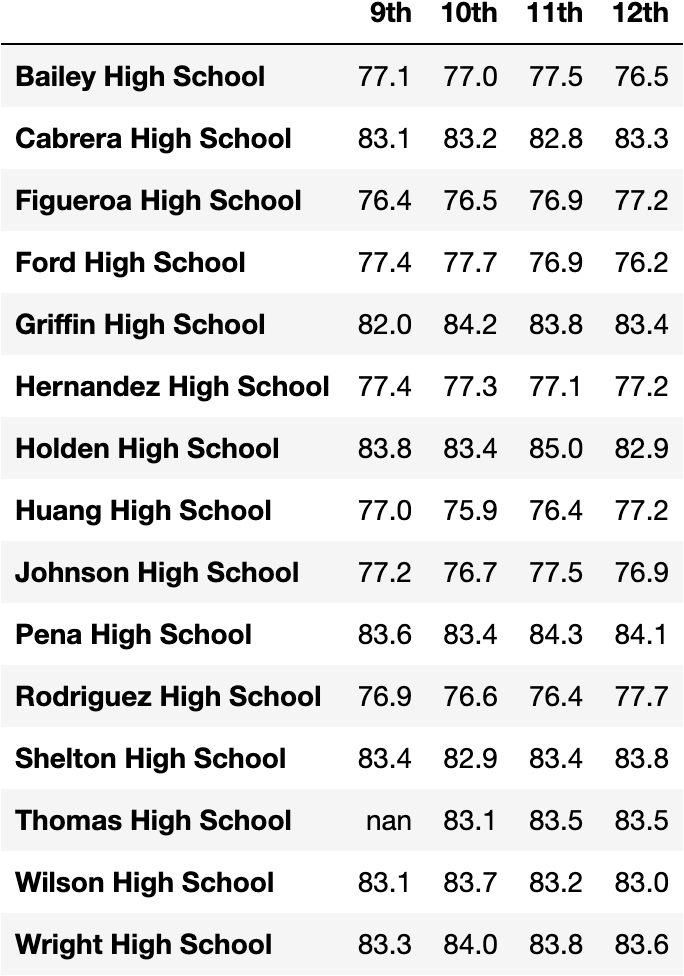 9th 10th 11th 12th
Bailey High School 77.1 77.0 77.5 76.5
Cabrera High School 83.1 83.2 82.8 83.3
Figueroa High School 76.4 76.5 76.9 77.2
Ford High School 77.4 77.7 76.9 76.2
Griffin High School 82.0 84.2 83.8 83.4
Hernandez High School 77.4 77.3 77.1 77.2
Holden High School 83.8 83.4 85.0 82.9
Huang High School 77.0 75.9 76.4 77.2
Johnson High School 77.2 76.7 77.5 76.9
Pena High School 83.6 83.4 84.3 84.1
Rodriguez High School 76.9 76.6 76.4 77.7
Shelton High School 83.4 82.9 83.4 83.8
Thomas High School nan 83.1 83.5 83.5
Wilson High School 83.1 83.7 83.2 83.0
Wright High School 83.3 84.0 83.8 83.6